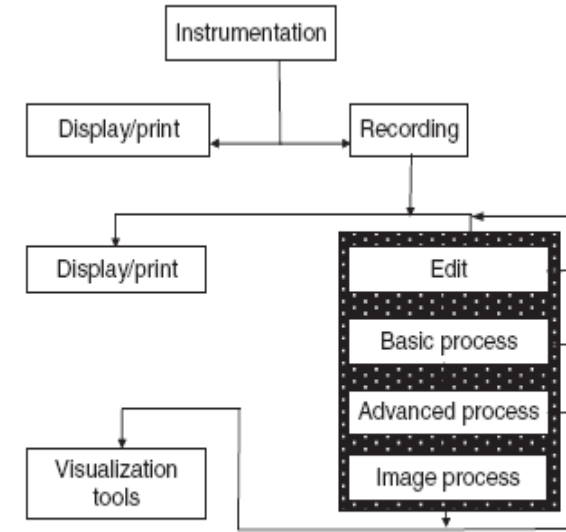 Instrumentation
Display/print
Recording
Display/print
Edit
Basic process
Advanced process
Visualization
tools
Image process